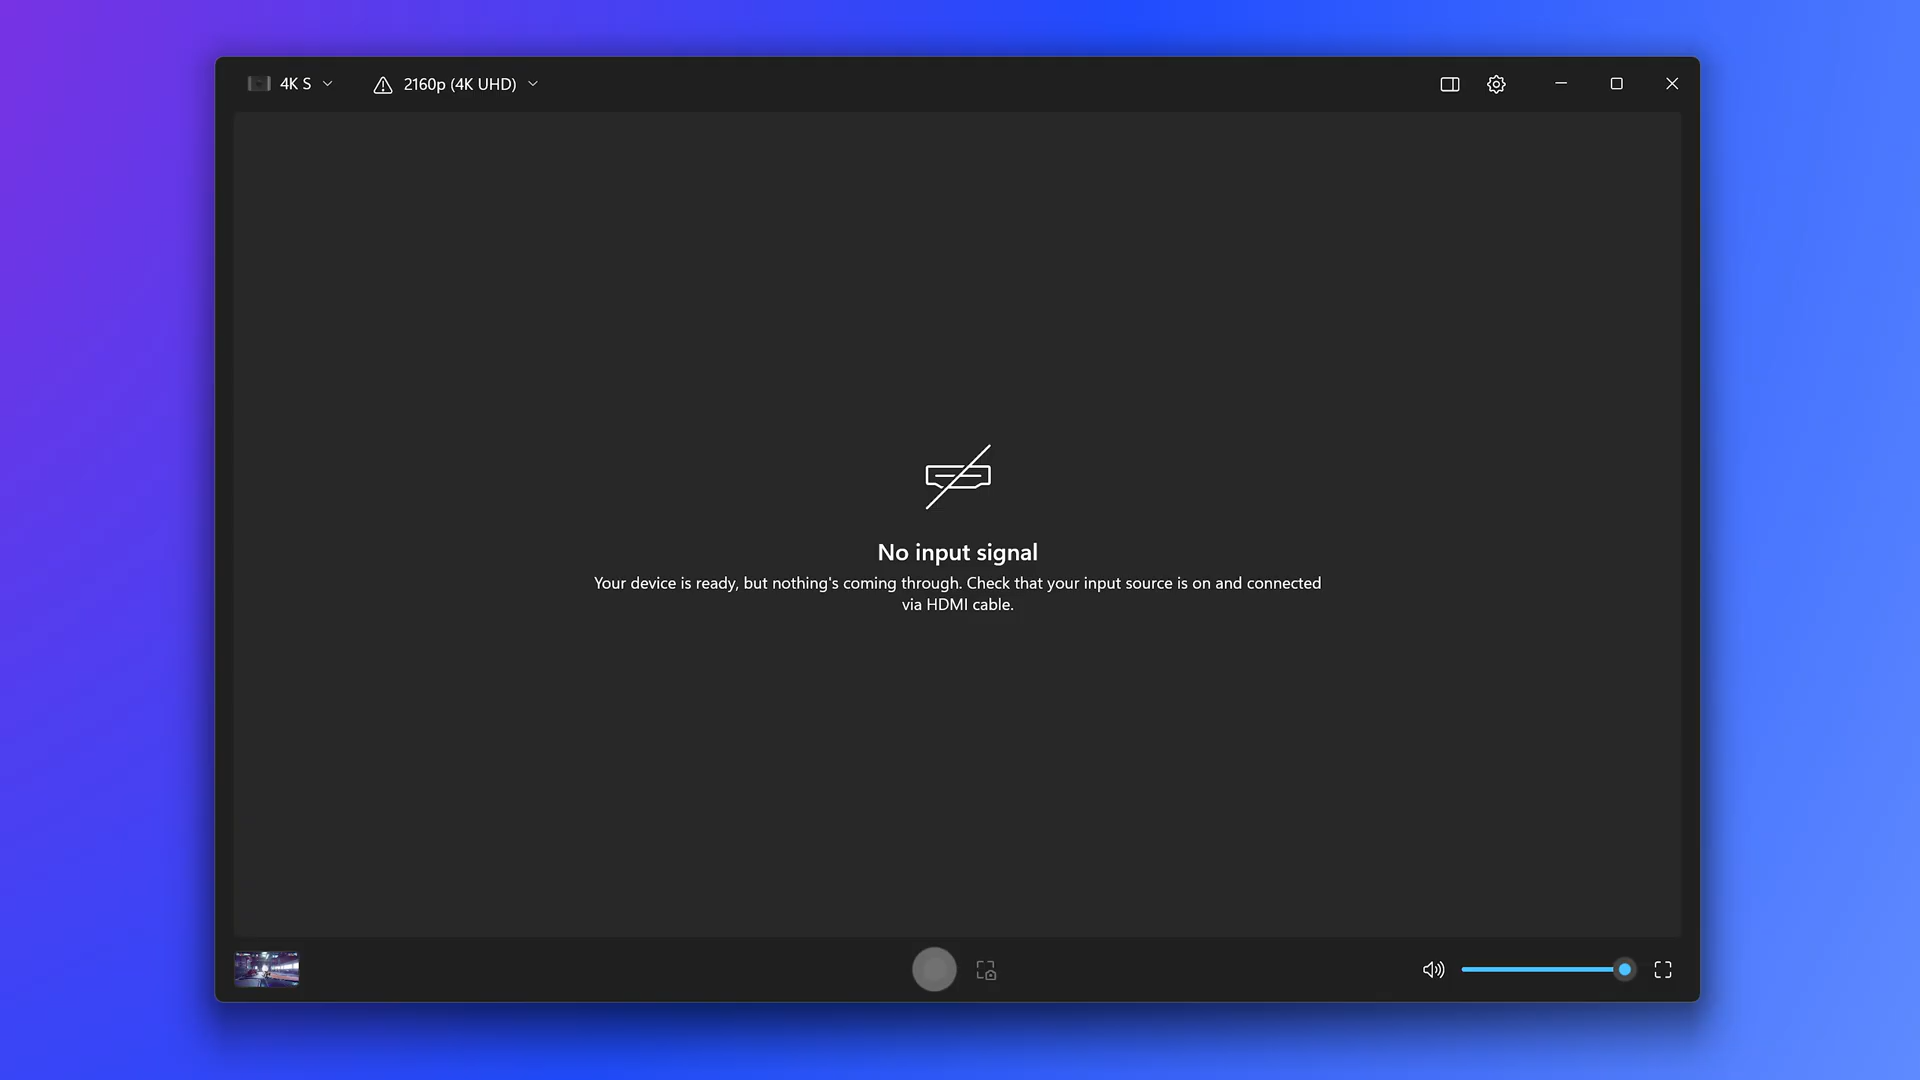 4K S
2160p (4K UHD)
No input signal
Your device is ready, but nothing's coming through. Check that your input source is on and connected
via HDMI cable.